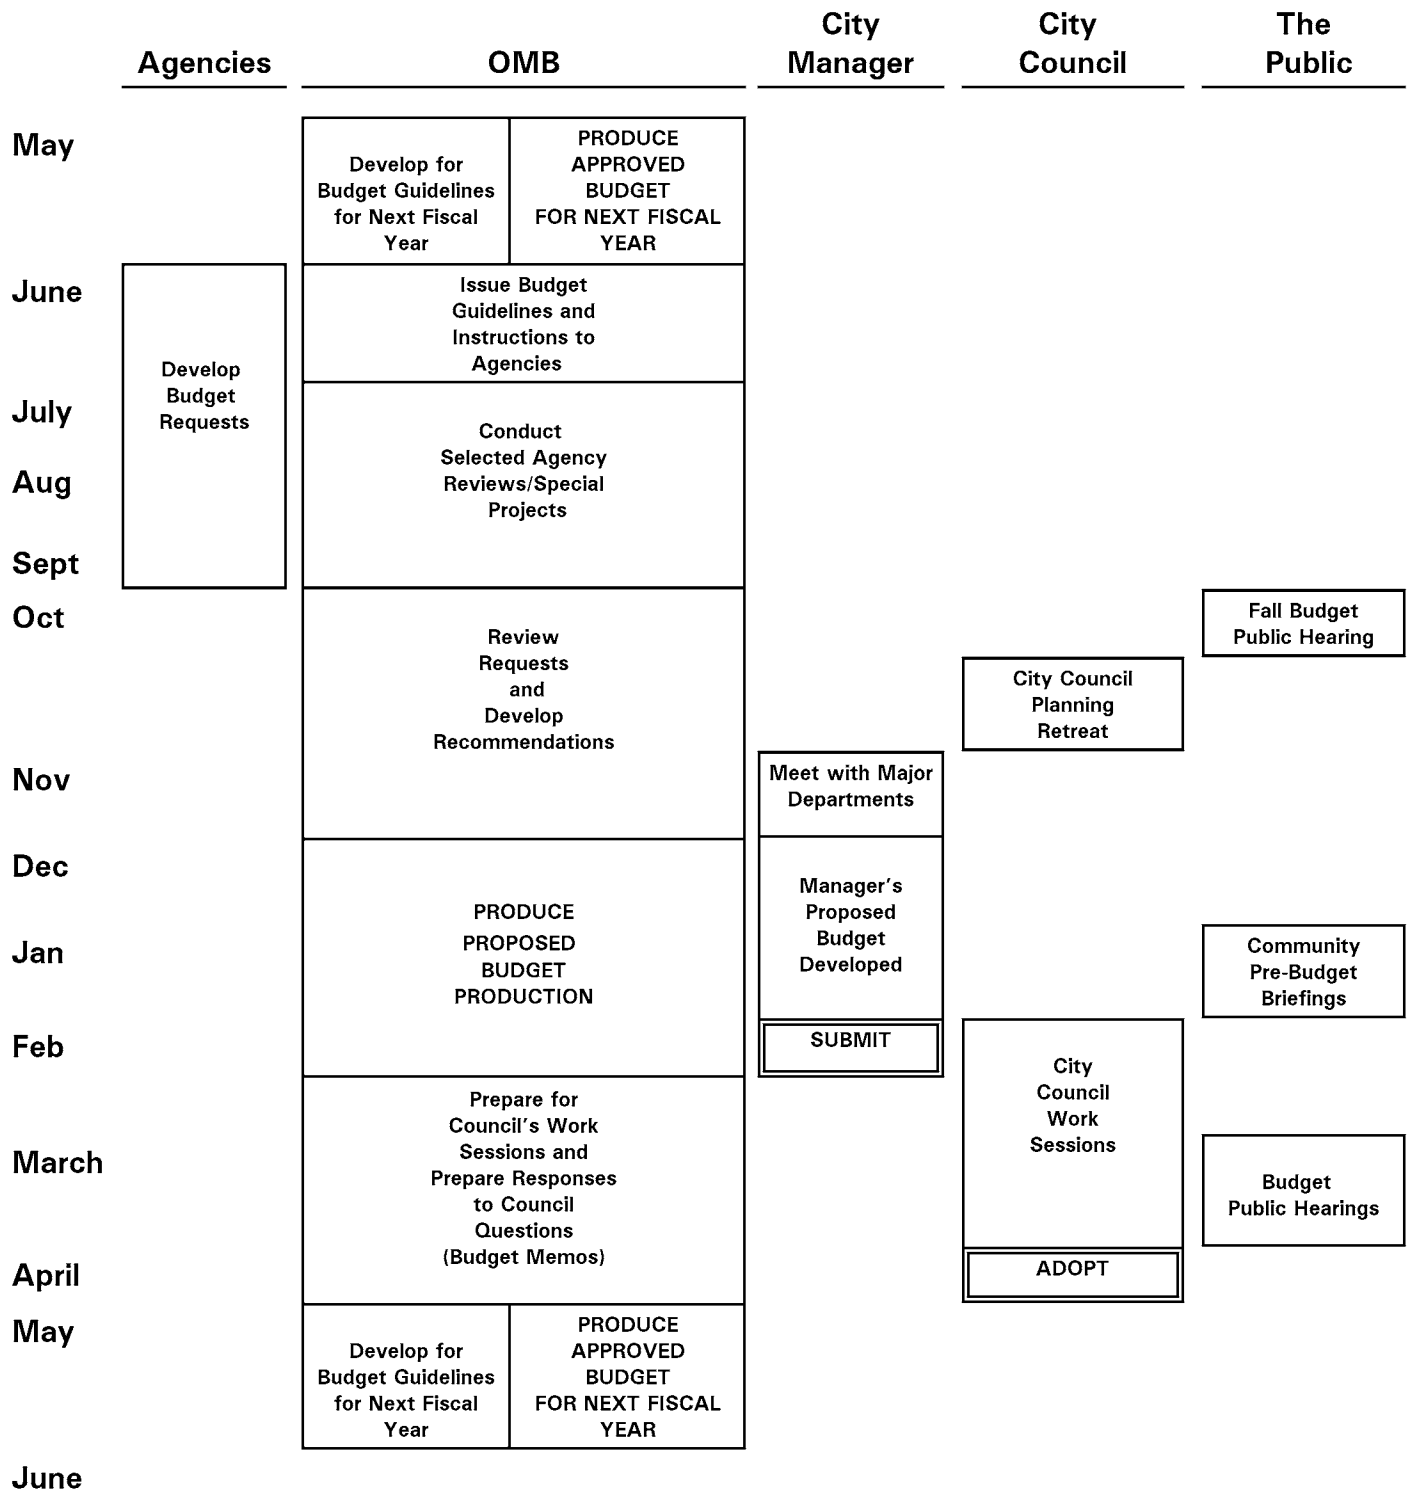 City
City
The
Agencies
OMB
Manager
Council
Public
May
Develop for
Budget Guidelines
for Next Fiscal
Year
PRODUCE
APPROVED
BUDGET
FOR NEXT FISCAL
YEAR
June
Issue Budget
Guidelines and
Instructions to
Agencies
Develop
Budget
Requests
July
Conduct
Selected Agency
Reviews/Special
Projects
Aug
Sept
Oct
Review
Requests
and
Develop
Recommendations
Fall Budget
Public Hearing
City Council
Planning
Retreat
Nov
Meet with Major
Departments
Dec
PRODUCE
PROPOSED
BUDGET
PRODUCTION
Manager's
Proposed
Budget
Developed
Jan
Community
Pre-Budget
Briefings
Feb
SUBMIT
City
Council
Work
Sessions
Prepare for
Council's Work
Sessions and
Prepare Responses
to Council
Questions
(Budget Memos)
March
Budget
Public Hearings
April
ADOPT
May
Develop for
Budget Guidelines
for Next Fiscal
Year
PRODUCE
APPROVED
BUDGET
FOR NEXT FISCAL
YEAR
June